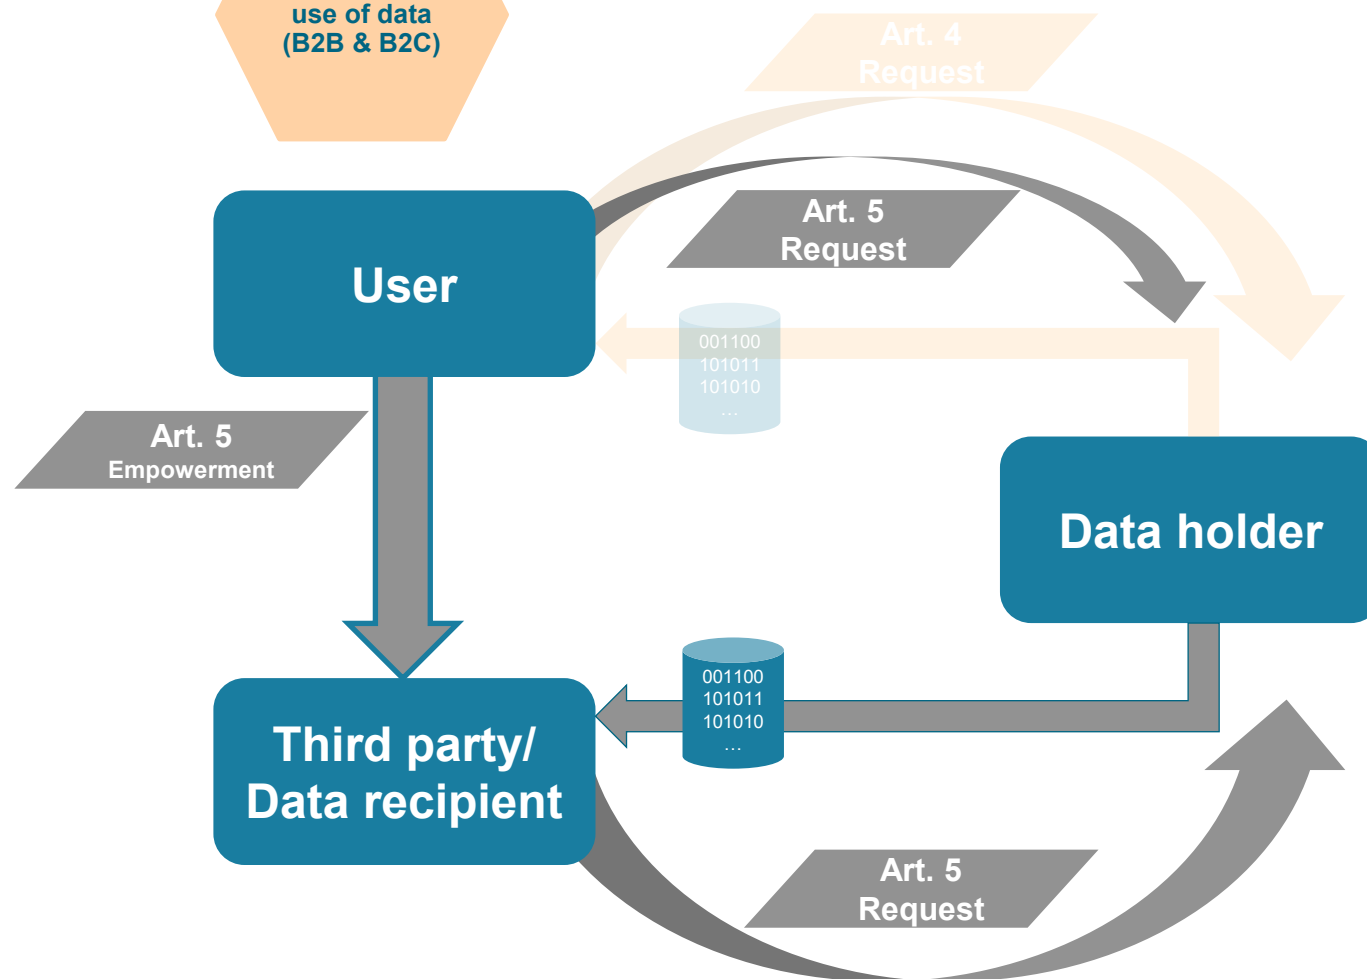 use of data
(B2B & B2C)
Art. 4
Request
Art. 5
Request
User
001100
101011
101010
…
Art. 5
Empowerment
Data holder
001100
101011
101010
…
Third party/
Data recipient
Art. 5
Request